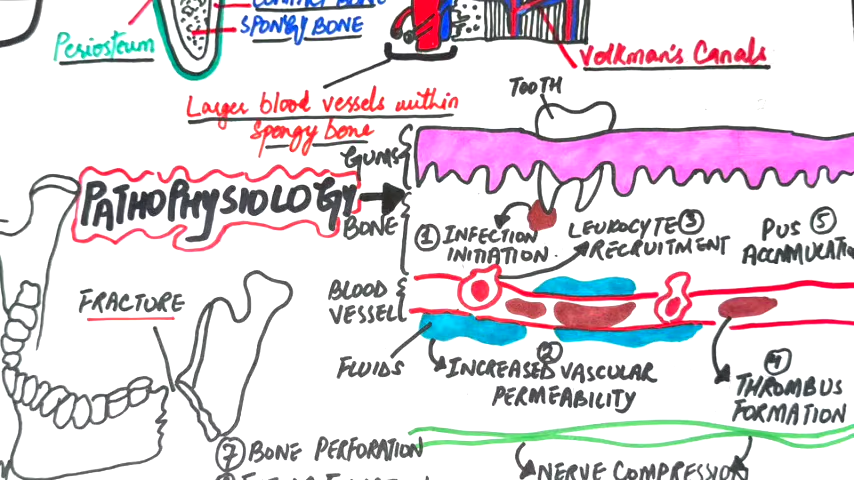 SPONGY BONE
Periosteum
Volkman's Canals
Larger blood vessels within
Spongy bone
TOOTH
GUMS
PATHOPHYSIOLOGY
BONE
① INFECTION
INITIATION
LEUKOCYTE ③
RECRUITMENT
PUS ⑤
BLOOD
VESSEL
FRACTURE
FLUIDS
② INCREASED VASCULAR
PERMEABILITY
④ THROMBUS
FORMATION
⑦ BONE PERFORATION
NERVE COMPRESSION